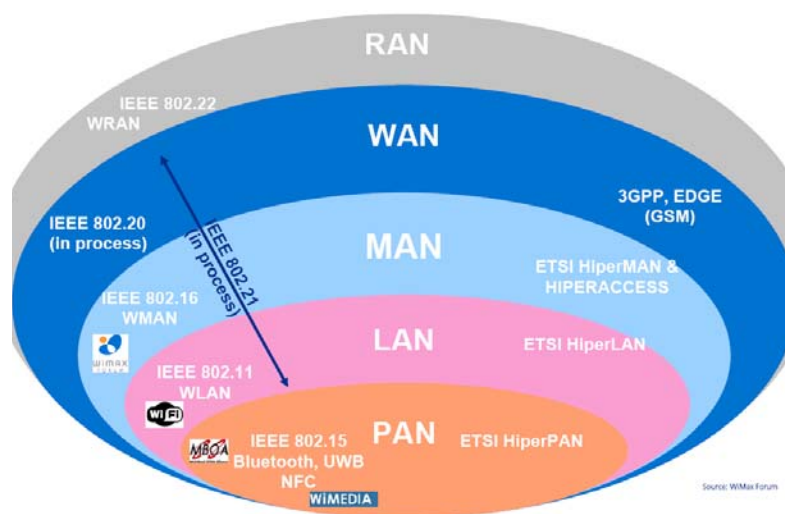 RAN
IEEE 802.22
WRAN
WAN
IEEE 802.20
(in process)
IEEE 802.21
(in process)
3GPP, EDGE
(GSM)
MAN
ETSI HiperMAN &
HIPERACCESS
IEEE 802.16
WMAN
WiMAX
FORUM
LAN
ETSI HiperLAN
IEEE 802.11
WLAN
Wi Fi
PAN
IEEE 802.15
Bluetooth, UWB
NFC
ETSI HiperPAN
MBOA
WiMEDIA
Source: WiMax Forum